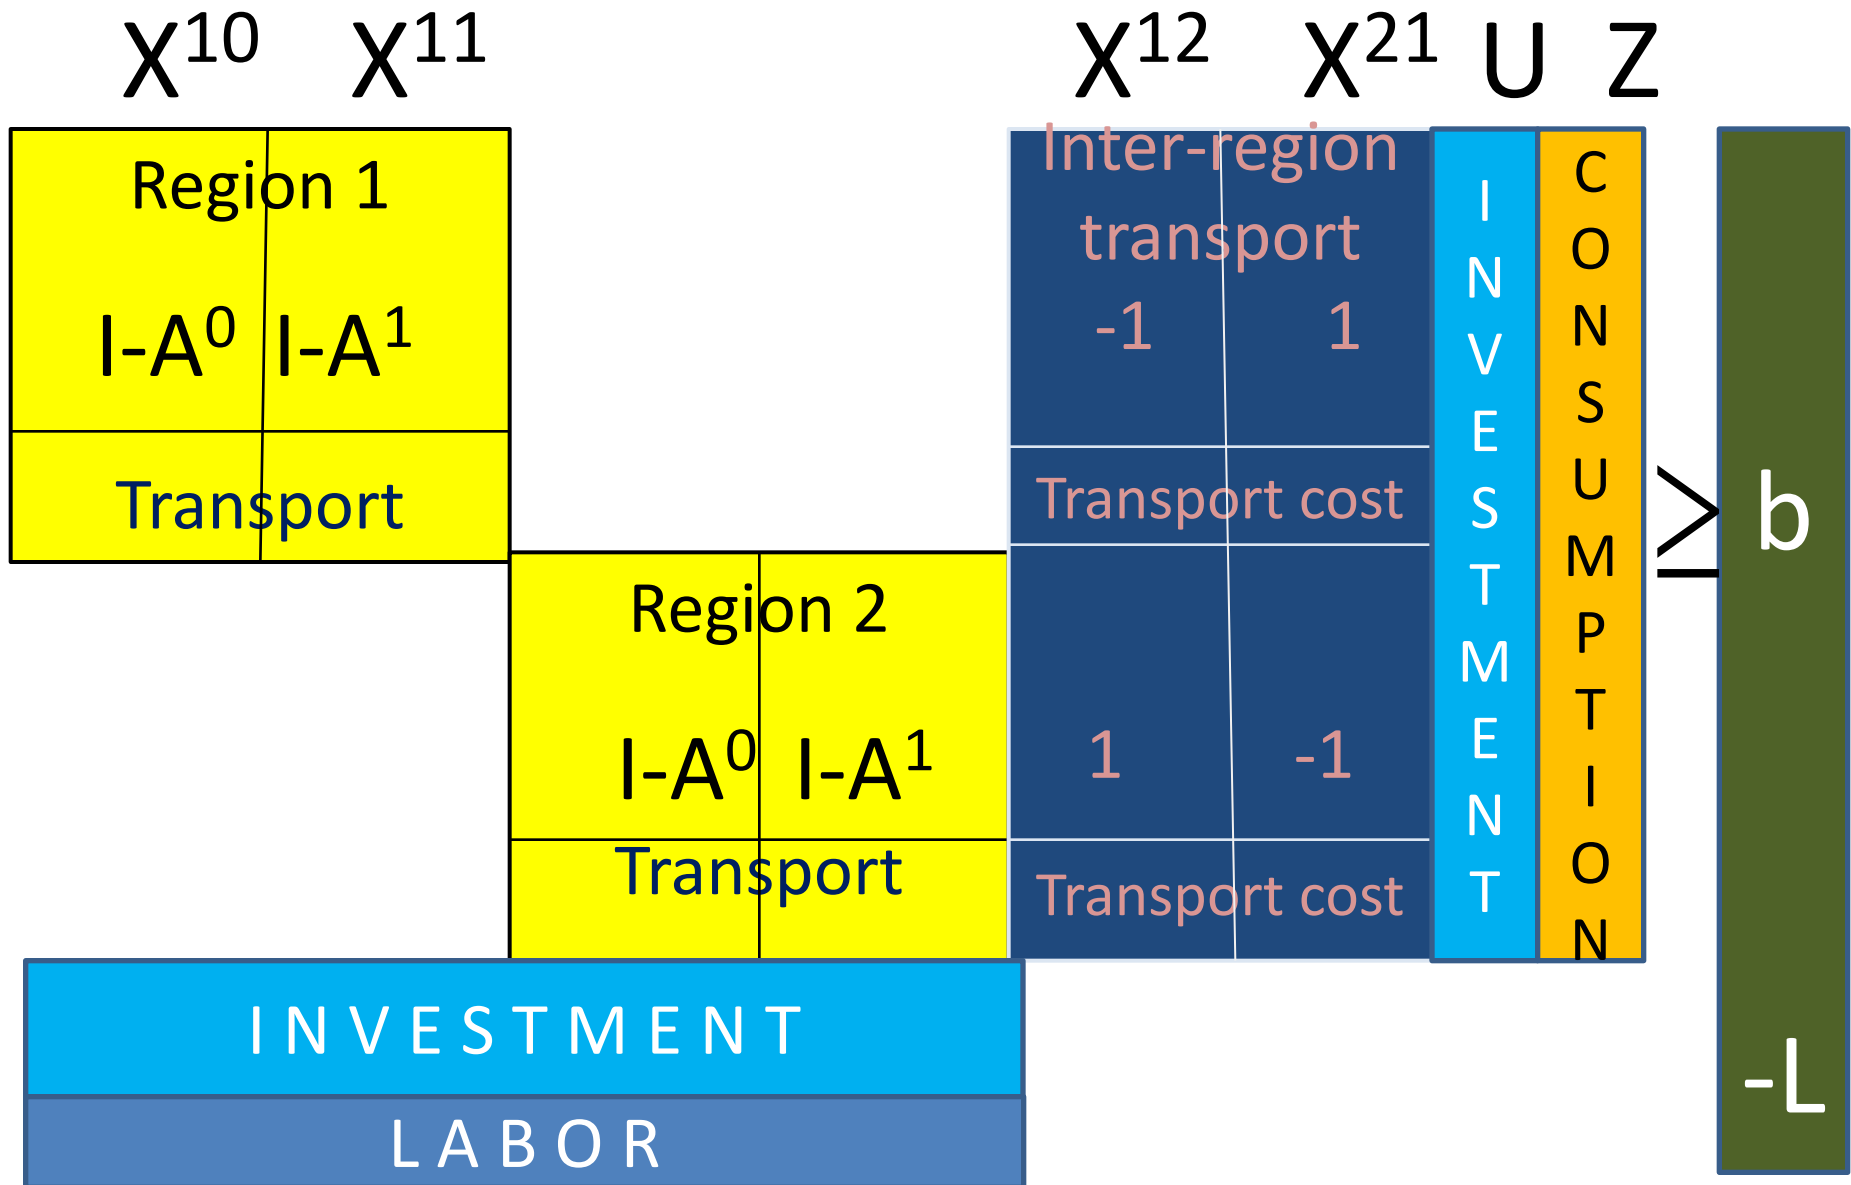 X¹⁰ X¹¹ X¹² X²¹ U Z
Region 1
I-A⁰ I-A¹
Transport
Region 2
I-A⁰ I-A¹
Transport
Inter-region
transport
-1 1
Transport cost
1 -1
Transport cost
INVESTMENT
CONSUMPTION
≥
b
-L
INVESTMENT
LABOR